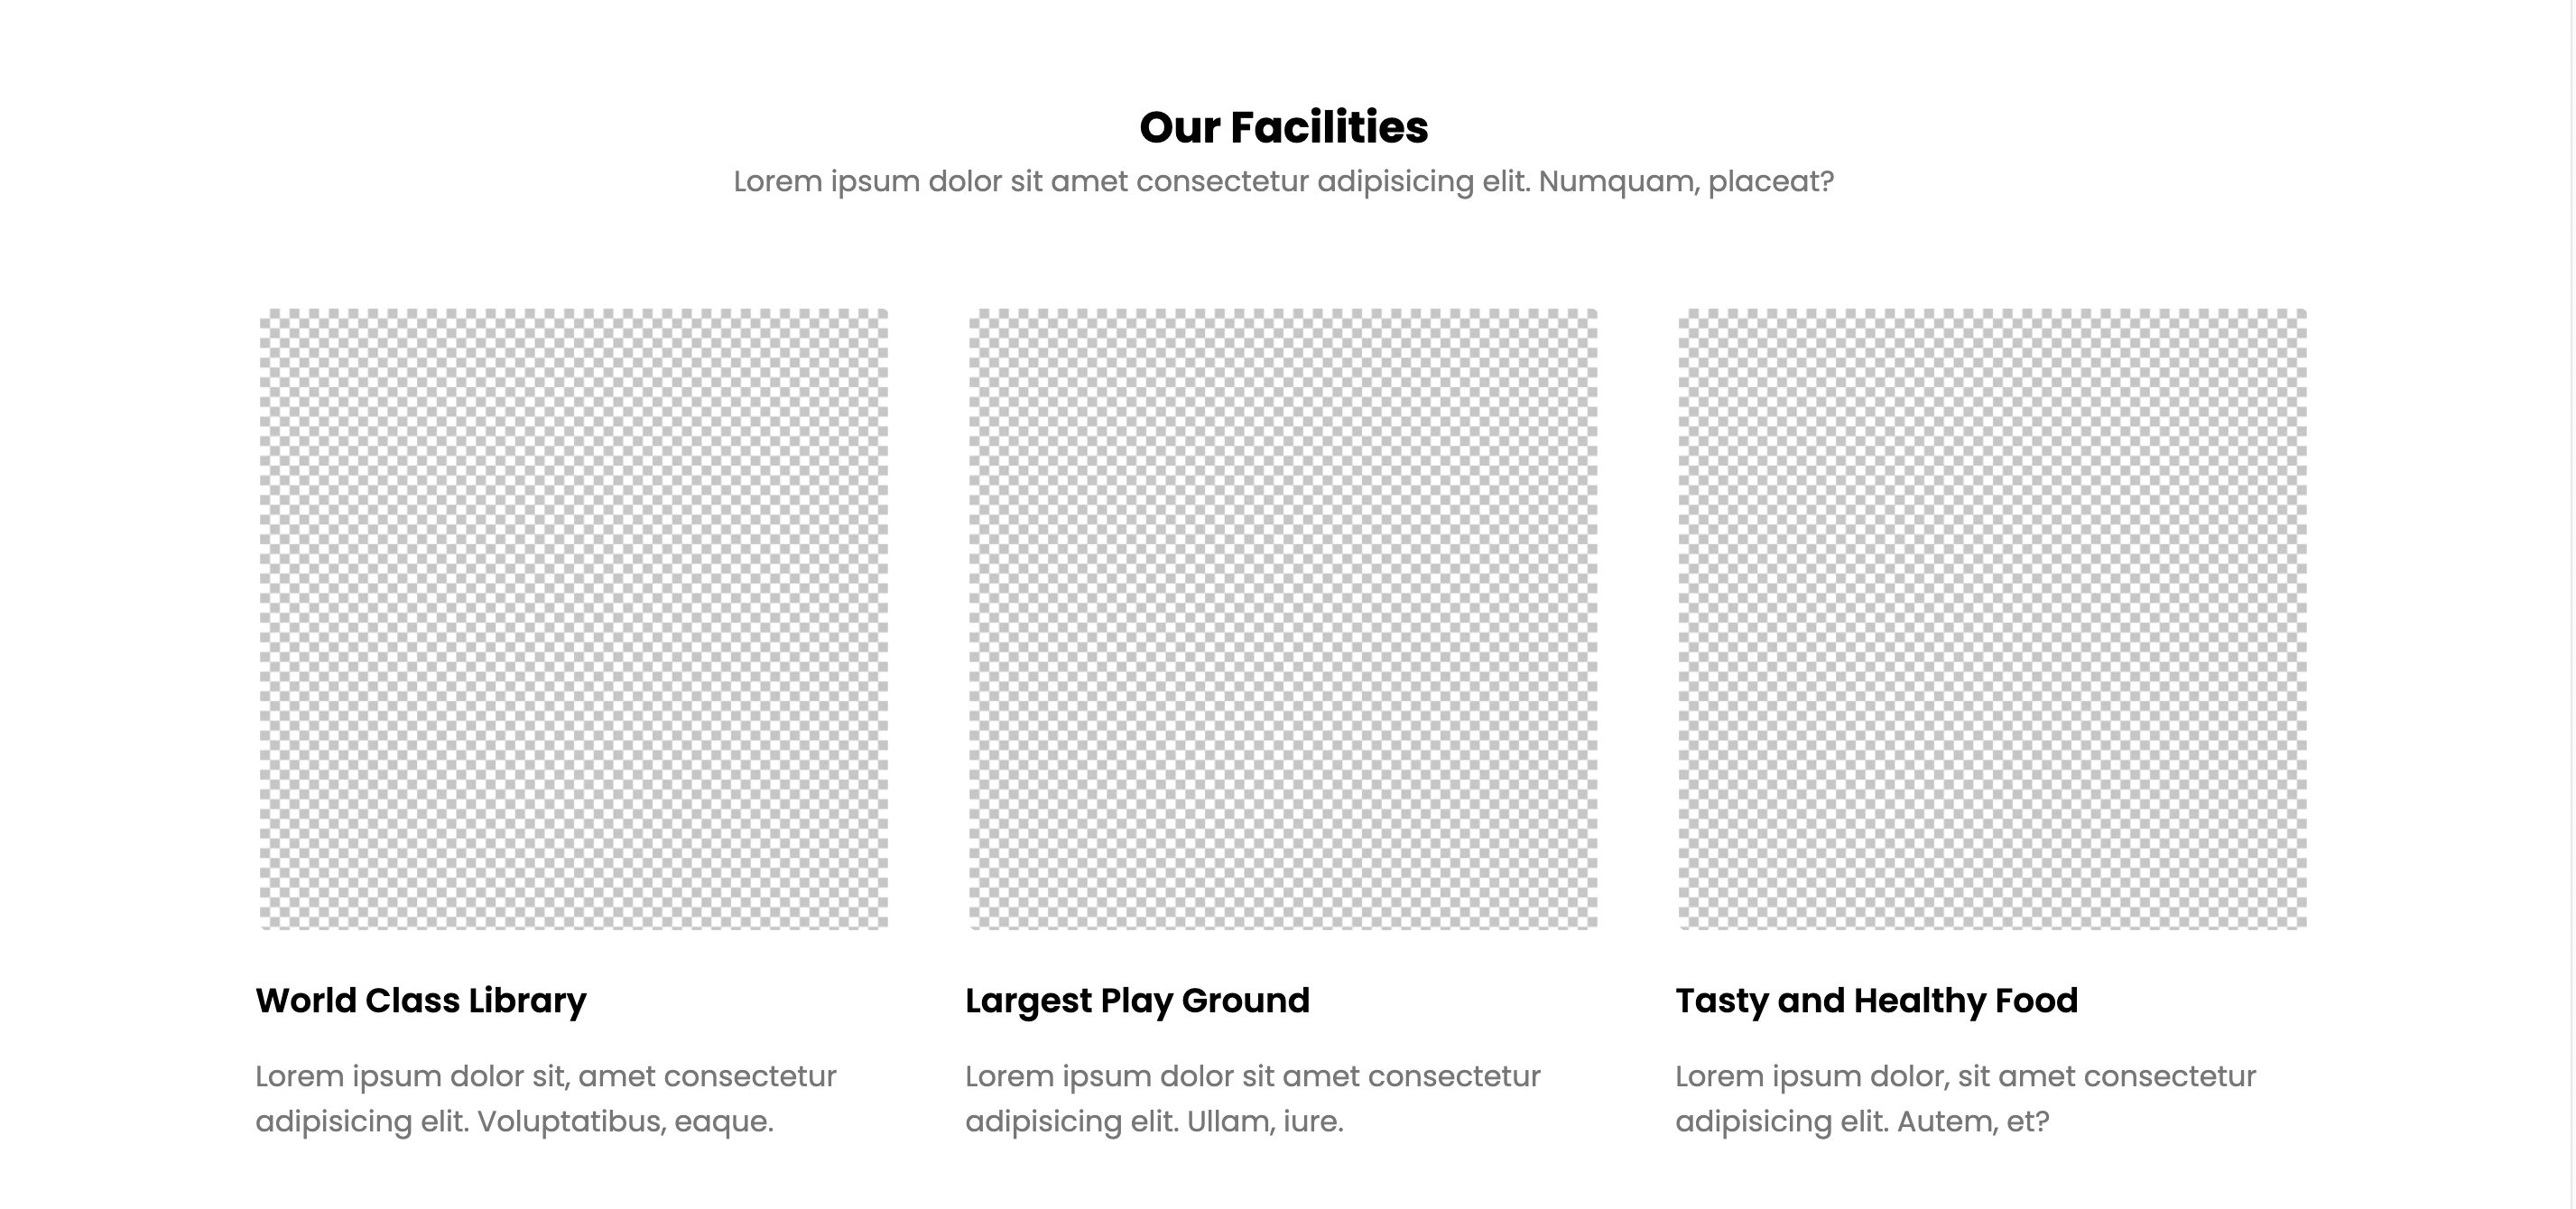 Our Facilities
Lorem ipsum dolor sit amet consectetur adipisicing elit. Numquam, placeat?
World Class Library
Lorem ipsum dolor sit, amet consectetur
adipisicing elit. Voluptatibus, eaque.
Largest Play Ground
Lorem ipsum dolor sit amet consectetur
adipisicing elit. Ullam, iure.
Tasty and Healthy Food
Lorem ipsum dolor, sit amet consectetur
adipisicing elit. Autem, et?